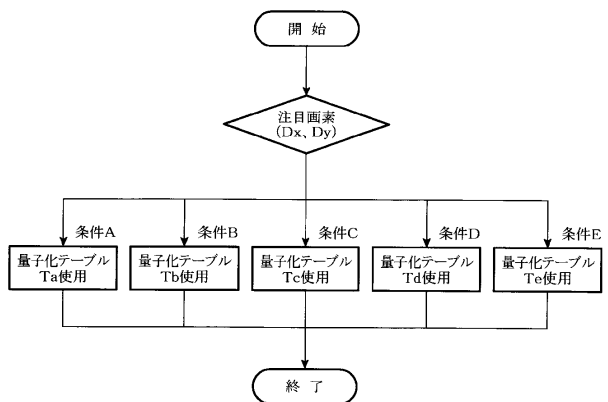 開 始
注目画素
(Dx、Dy)
条件A
条件B
条件C
条件D
条件E
量子化テーブル
Ta使用
量子化テーブル
Tb使用
量子化テーブル
Tc使用
量子化テーブル
Td使用
量子化テーブル
Te使用
終 了